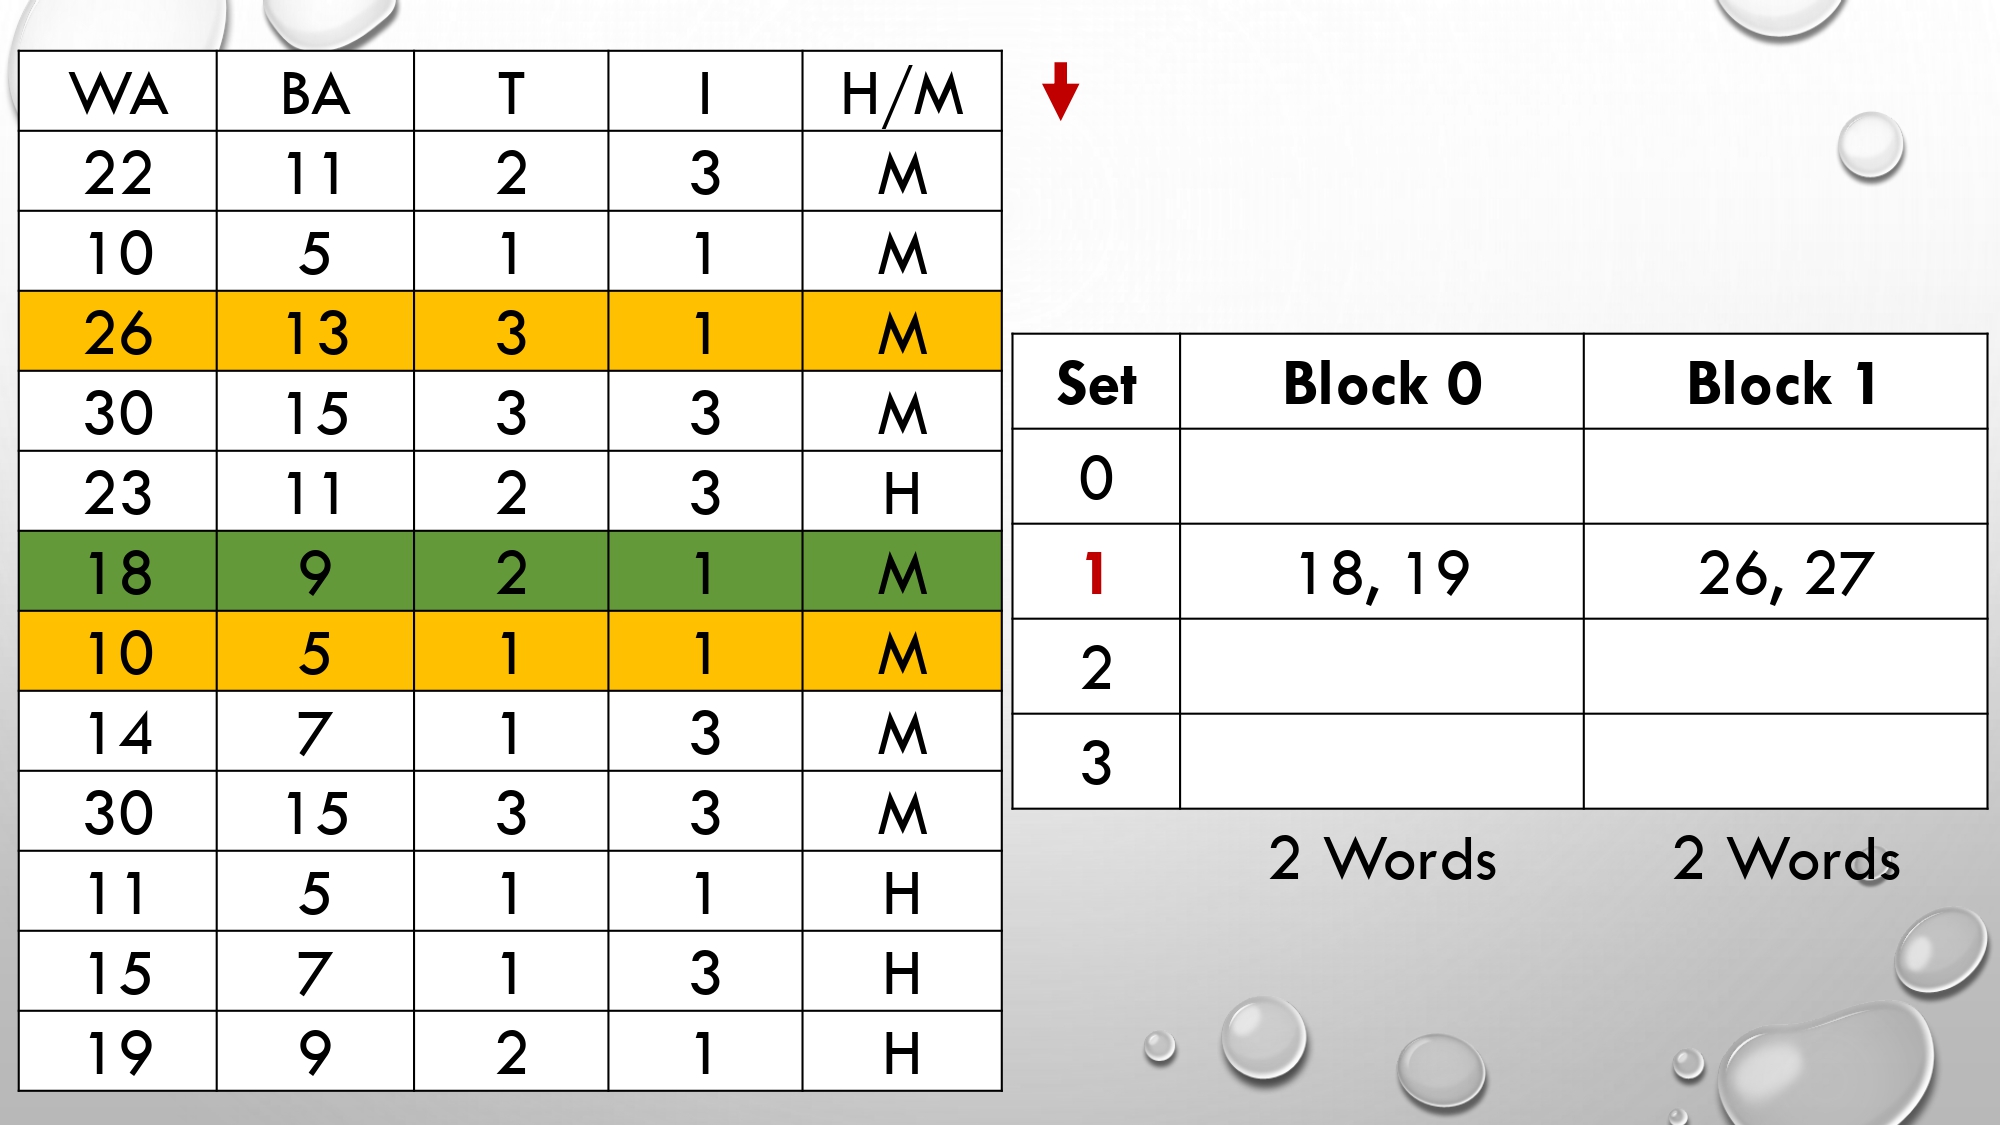 WA BA T I H/M
22 11 2 3 M
10 5 1 1 M
26 13 3 1 M
30 15 3 3 M
23 11 2 3 H
18 9 2 1 M
10 5 1 1 M
14 7 1 3 M
30 15 3 3 M
11 5 1 1 H
15 7 1 3 H
19 9 2 1 H
Set Block 0 Block 1
0
1 18, 19 26, 27
2
3
2 Words 2 Words